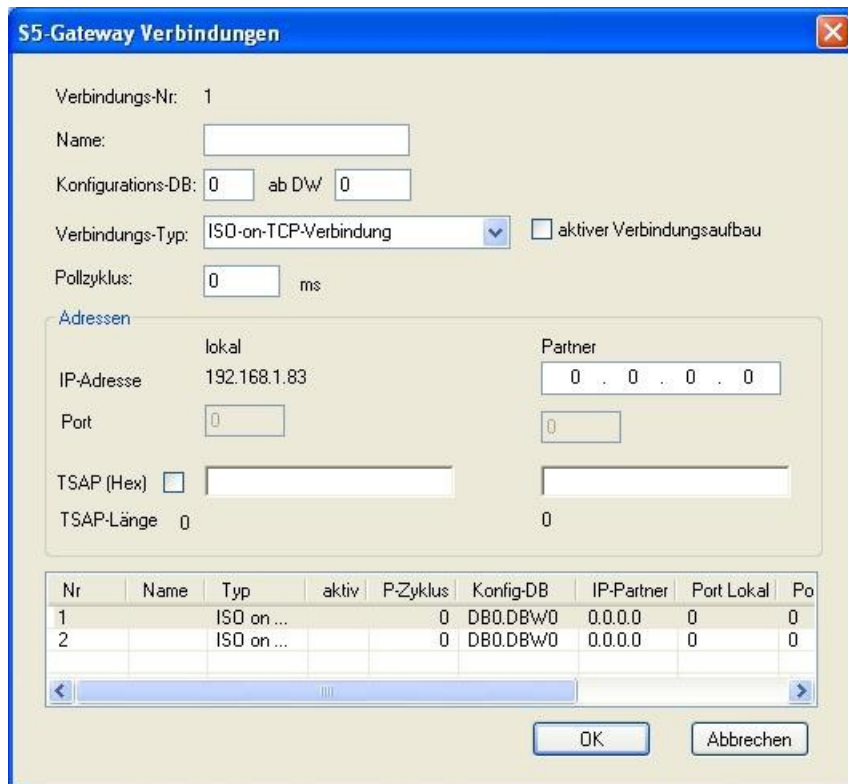 S5-Gateway Verbindungen
Verbindungs-Nr: 1
Name:
Konfigurations-DB: 0 ab DW 0
Verbindungs-Typ: ISO-on-TCP-Verbindung aktiver Verbindungsaufbau
Pollzyklus: 0 ms
Adressen
lokal Partner
IP-Adresse 192.168.1.83 0 . 0 . 0 . 0
Port 0 0
TSAP (Hex)
TSAP-Länge 0 0
Nr Name Typ aktiv P-Zyklus Konfig-DB IP-Partner Port Lokal Po
1 ISO on ... 0 DB0.DBW0 0.0.0.0 0 0
2 ISO on ... 0 DB0.DBW0 0.0.0.0 0 0
OK Abbrechen